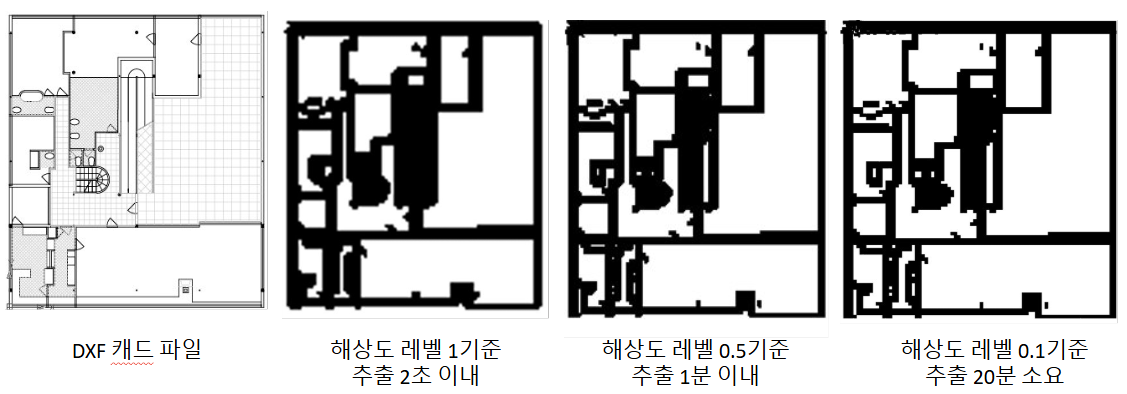 DXF 캐드 파일
해상도 레벨 1기준
추출 2초 이내
해상도 레벨 0.5기준
추출 1분 이내
해상도 레벨 0.1기준
추출 20분 소요